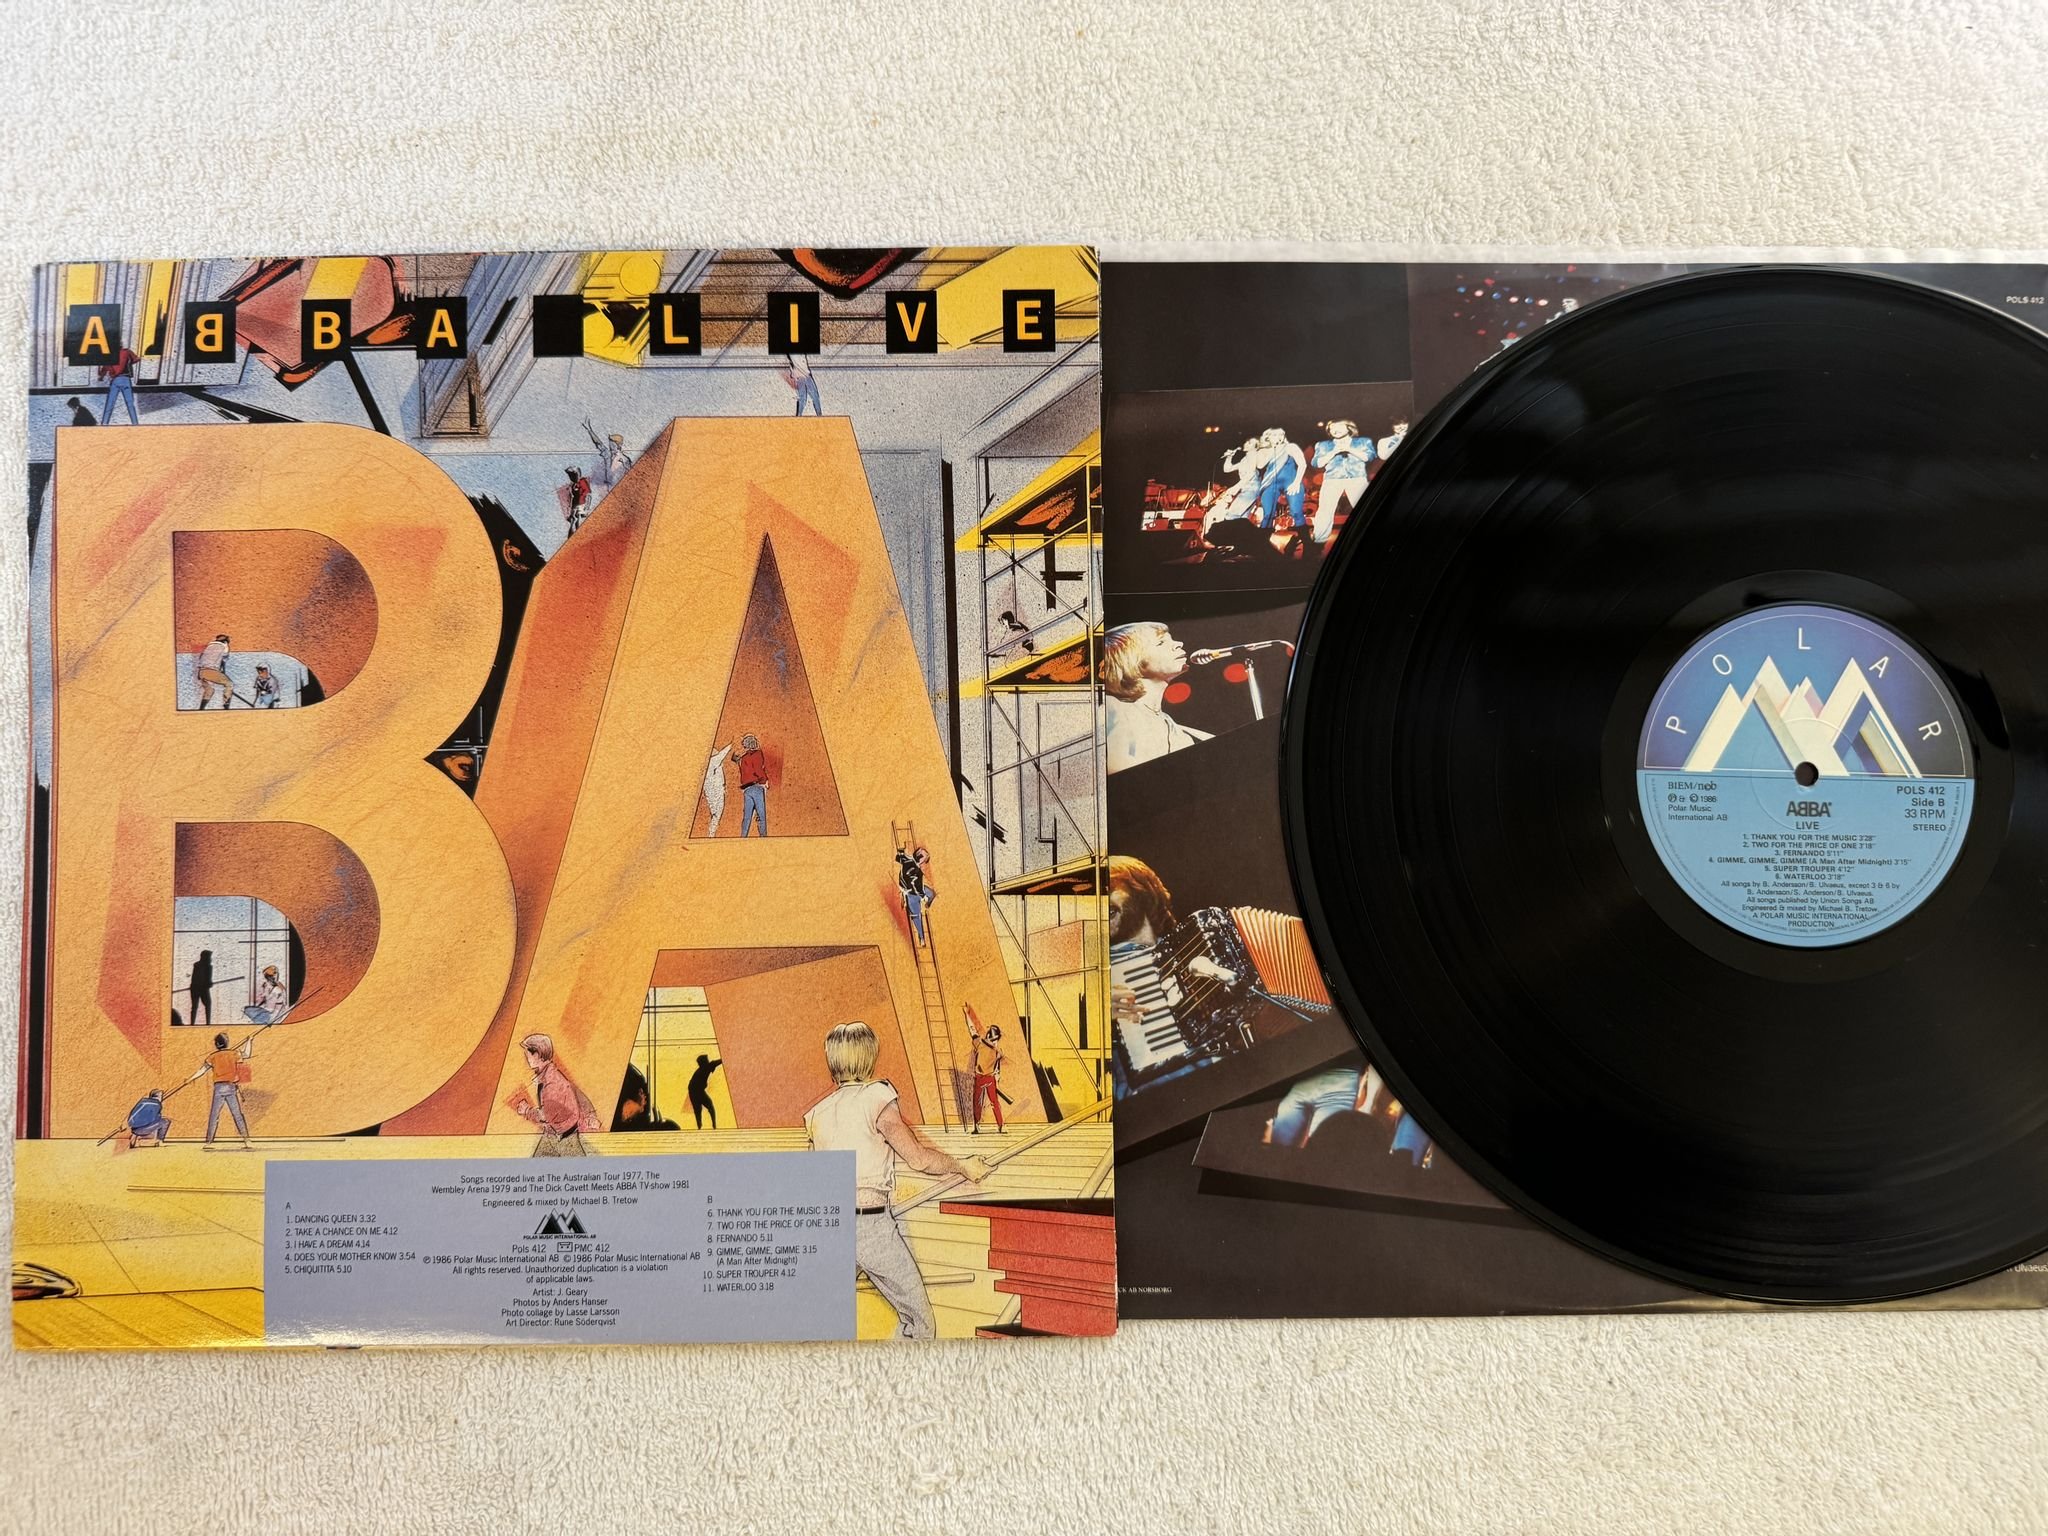 ABBA LIVE
BA
Songs recorded live at The Australian Tour 1977, The
Wembley Arena 1979 and The Dick Cavett Meets ABBA TV-show 1981
Engineered & mixed by Michael B. Tretow
A
1. DANCING QUEEN 3.32
2. TAKE A CHANCE ON ME 4.12
3. I HAVE A DREAM 4.14
4. DOES YOUR MOTHER KNOW 3.54
5. CHIQUITITA 5.10
POLAR MUSIC INTERNATIONAL AB
Pols 412 PMC 412
℗ 1986 Polar Music International AB © 1986 Polar Music International AB
All rights reserved. Unauthorized duplication is a violation
of applicable laws.
Artist: J. Geary
Photos by Anders Hanser
Photo collage by Lasse Larsson
Art Director: Rune Söderqvist
B
6. THANK YOU FOR THE MUSIC 3.28
7. TWO FOR THE PRICE OF ONE 3.18
8. FERNANDO 5.11
9. GIMME, GIMME, GIMME 3.15
(A Man After Midnight)
10. SUPER TROUPER 4.12
11. WATERLOO 3.18
POLS 412
POLAR
BIEM/ncb
℗ & © 1986
Polar Music
International AB
POLS 412
Side B
33 RPM
STEREO
ABBA
LIVE
1. THANK YOU FOR THE MUSIC 3'28"
2. TWO FOR THE PRICE OF ONE 3'18"
3. FERNANDO 5'11"
4. GIMME, GIMME, GIMME (A Man After Midnight) 3'15"
5. SUPER TROUPER 4'12"
6. WATERLOO 3'18"
All songs by B. Andersson/B. Ulvaeus, except 3 & 6 by
B. Andersson/S. Anderson/B. Ulvaeus.
All songs published by Union Songs AB
Engineered & mixed by Michael B. Tretow
A POLAR MUSIC INTERNATIONAL
PRODUCTION
Ulvaeus.
AB NORSBORG